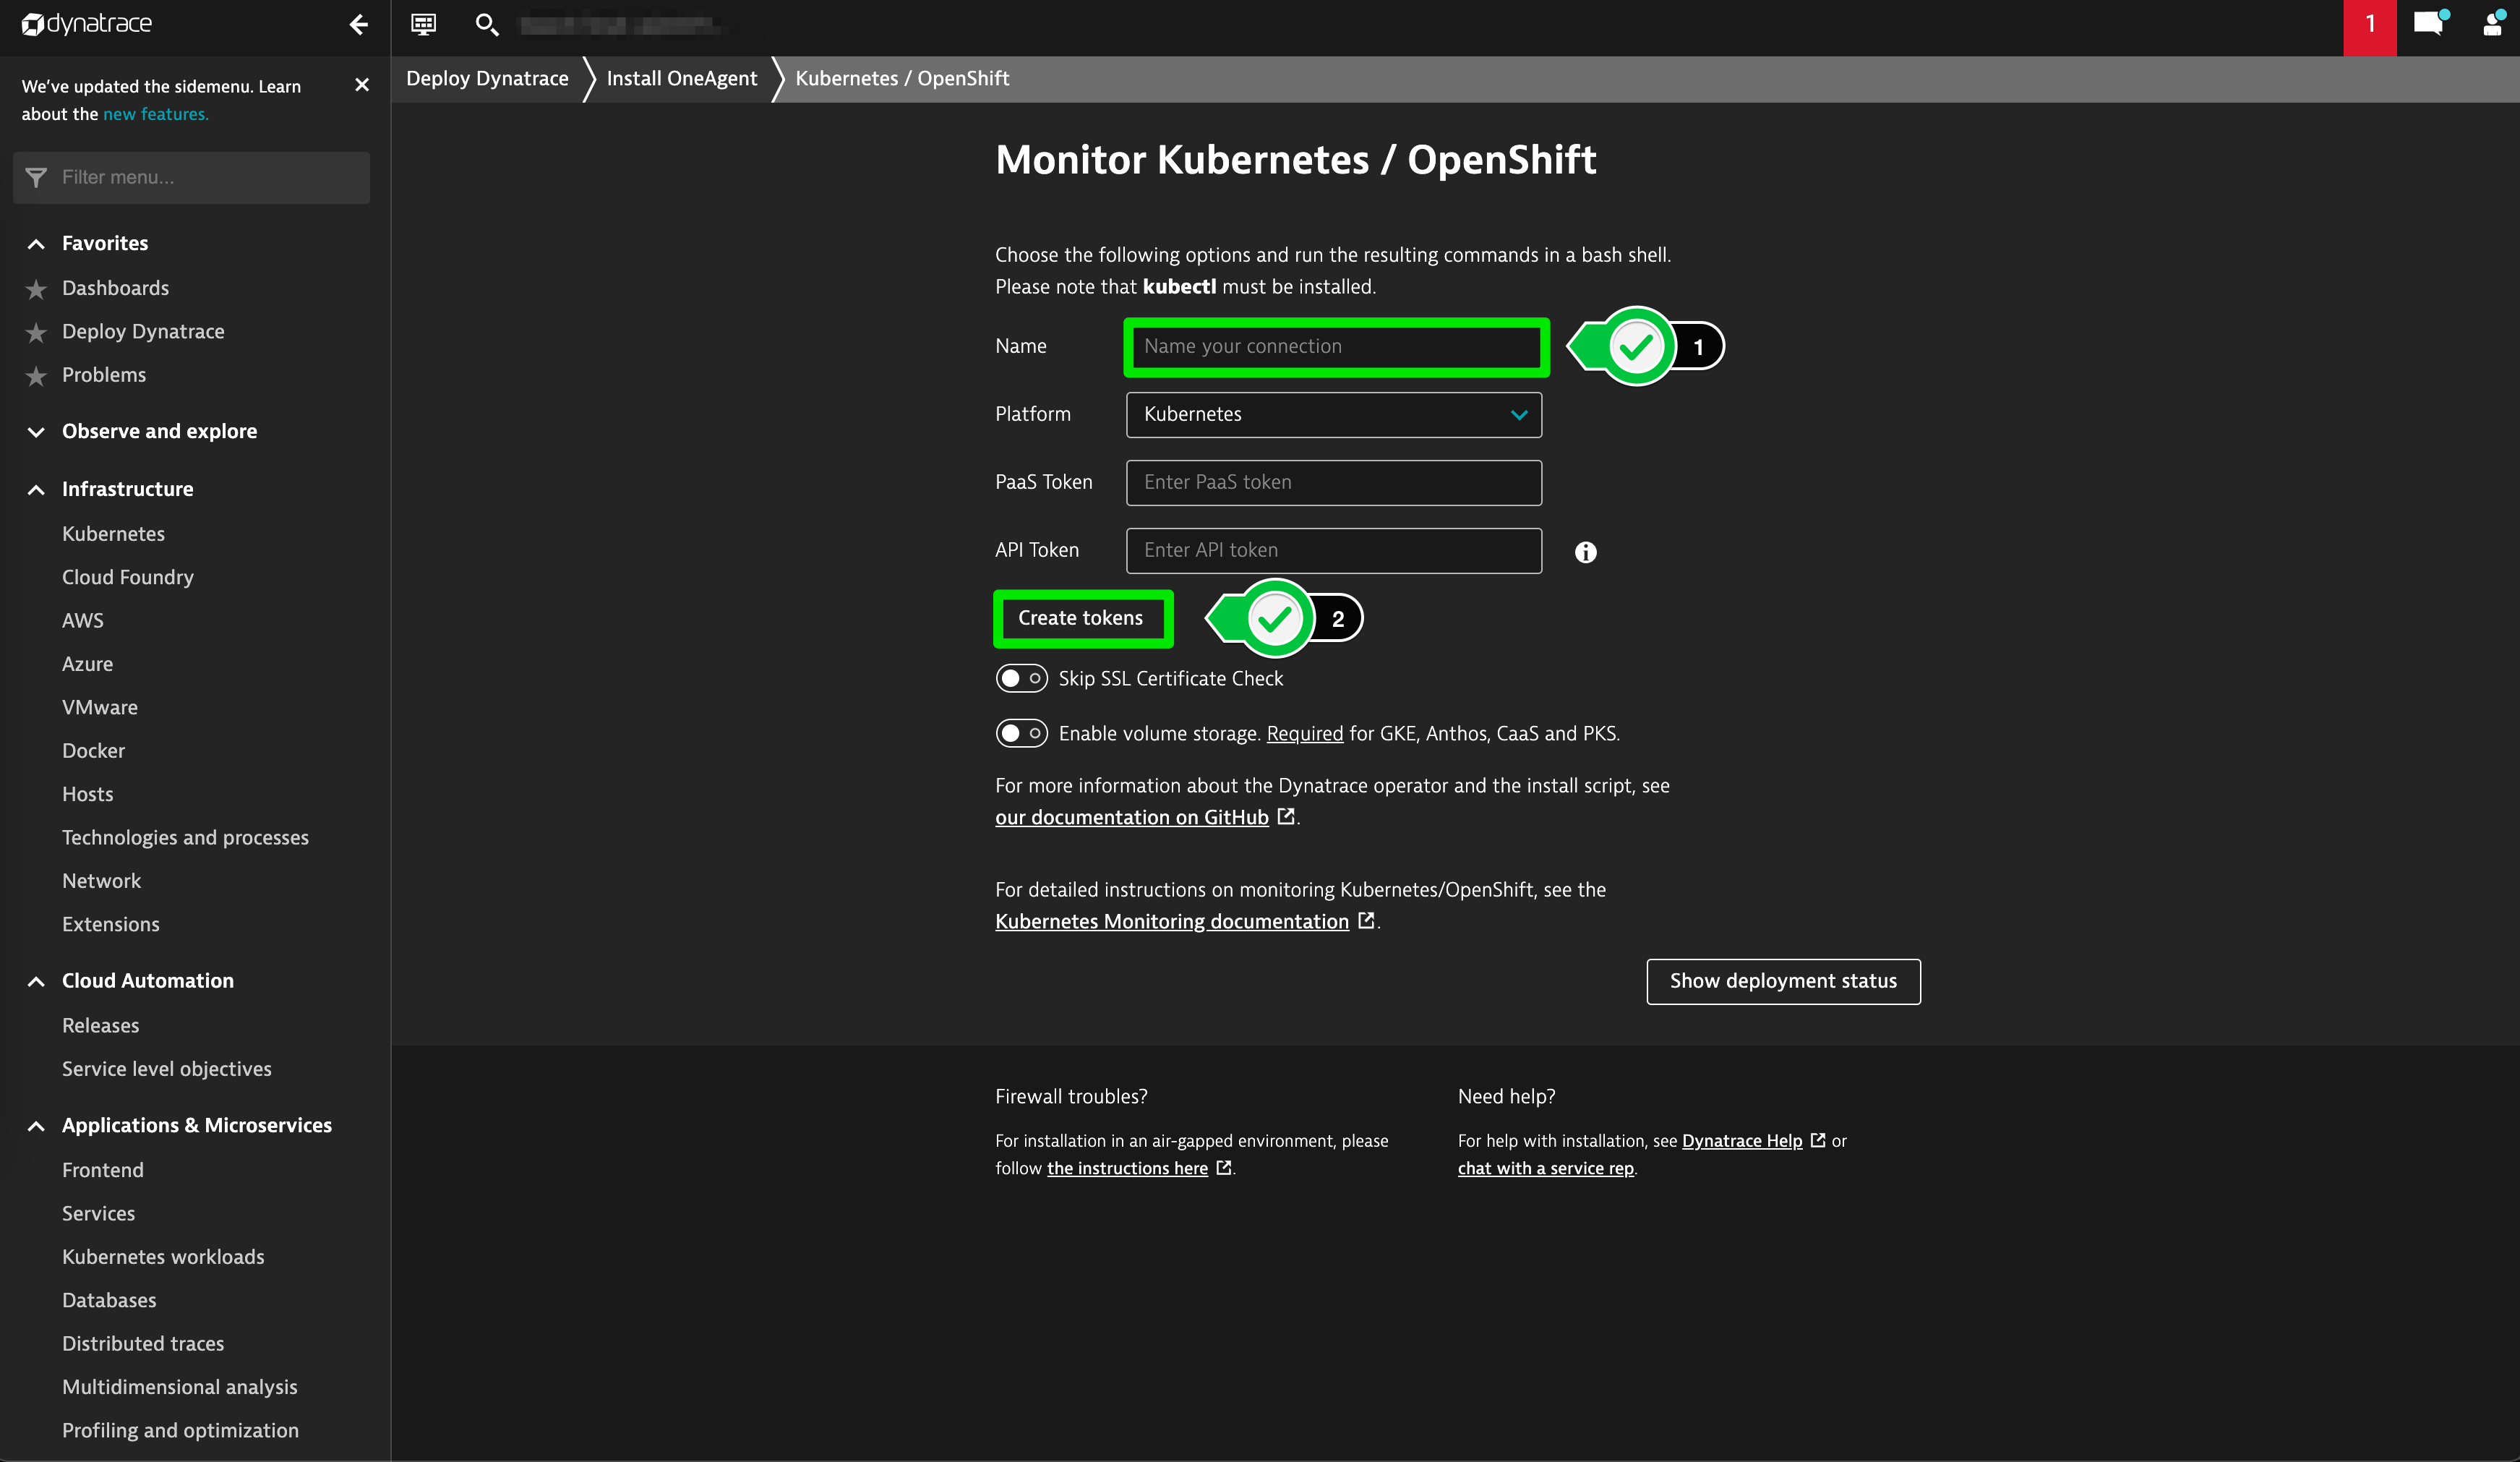 dynatrace
1
We've updated the sidemenu. Learn
about the new features.
Filter menu...
Favorites
Dashboards
Deploy Dynatrace
Problems
Observe and explore
Infrastructure
Kubernetes
Cloud Foundry
AWS
Azure
VMware
Docker
Hosts
Technologies and processes
Network
Extensions
Cloud Automation
Releases
Service level objectives
Applications & Microservices
Frontend
Services
Kubernetes workloads
Databases
Distributed traces
Multidimensional analysis
Profiling and optimization
Deploy Dynatrace
Install OneAgent
Kubernetes / OpenShift
Monitor Kubernetes / OpenShift
Choose the following options and run the resulting commands in a bash shell.
Please note that kubectl must be installed.
Name
Name your connection
1
Platform
Kubernetes
PaaS Token
Enter PaaS token
API Token
Enter API token
Create tokens
2
Skip SSL Certificate Check
Enable volume storage. Required for GKE, Anthos, CaaS and PKS.
For more information about the Dynatrace operator and the install script, see
our documentation on GitHub .
For detailed instructions on monitoring Kubernetes/OpenShift, see the
Kubernetes Monitoring documentation .
Show deployment status
Firewall troubles?
For installation in an air-gapped environment, please
follow the instructions here .
Need help?
For help with installation, see Dynatrace Help or
chat with a service rep.